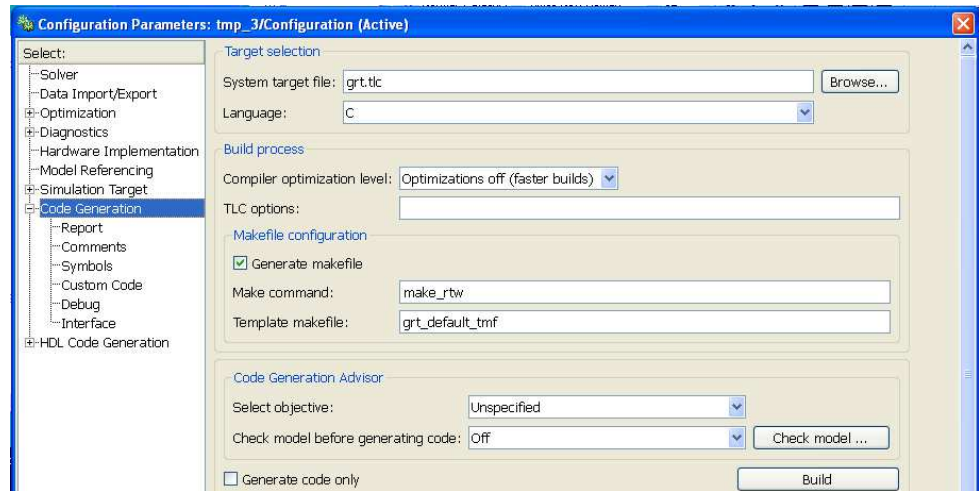 Configuration Parameters: tmp_3/Configuration (Active)
Select:
Solver
Data Import/Export
Optimization
Diagnostics
Hardware Implementation
Model Referencing
Simulation Target
Code Generation
Report
Comments
Symbols
Custom Code
Debug
Interface
HDL Code Generation
Target selection
System target file: grt.tlc Browse...
Language: C
Build process
Compiler optimization level: Optimizations off (faster builds)
TLC options:
Makefile configuration
Generate makefile
Make command: make_rtw
Template makefile: grt_default_tmf
Code Generation Advisor
Select objective: Unspecified
Check model before generating code: Off Check model ...
Generate code only Build